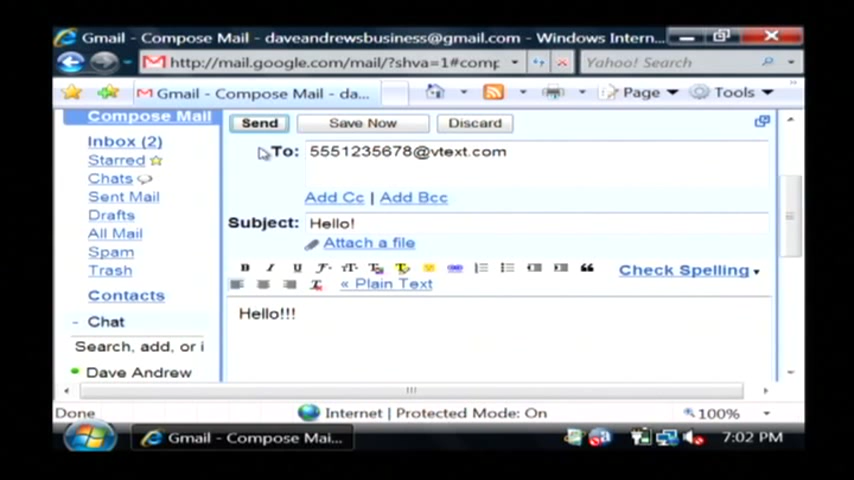 Gmail - Compose Mail - daveandrewsbusiness@gmail.com - Windows Intern...
http://mail.google.com/mail/?shva=1#comp
Yahoo! Search
Gmail - Compose Mail - da...
Page
Tools
Compose Mail
Send
Save Now
Discard
Inbox (2)
To: 5551235678@vtext.com
Starred
Chats
Sent Mail
Add Cc | Add Bcc
Drafts
Subject: Hello!
All Mail
Attach a file
Spam
B I U
Check Spelling
Trash
« Plain Text
Contacts
Hello!!!
- Chat
Search, add, or i
Dave Andrew
Done
Internet | Protected Mode: On
100%
Gmail - Compose Mai...
7:02 PM